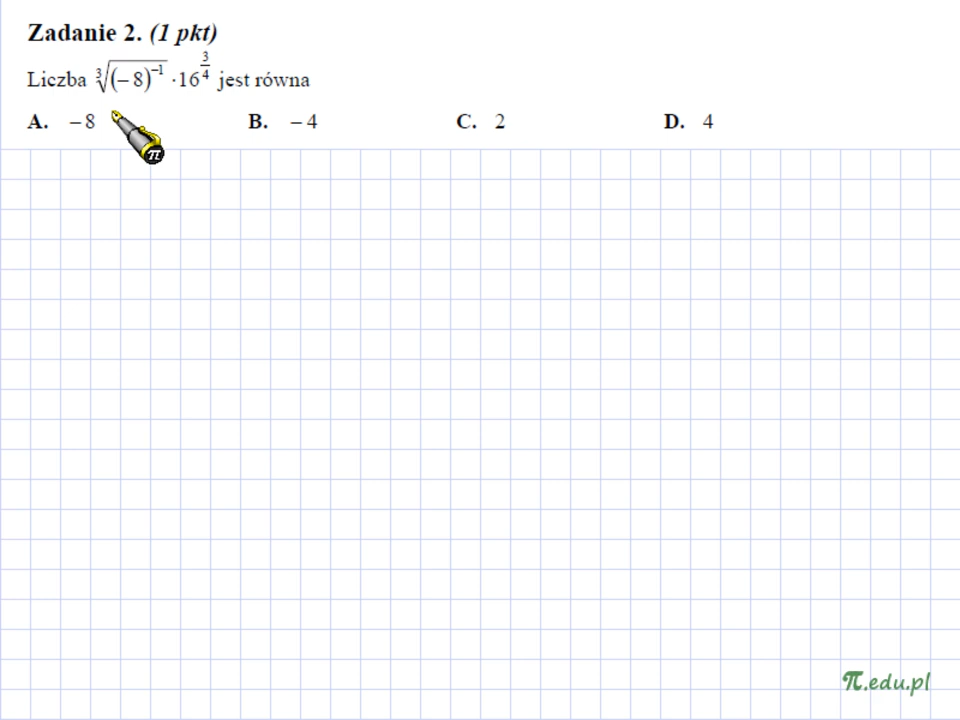 Zadanie 2. (1 pkt)
Liczba ∛((–8)⁻¹) · 16^(3/4) jest równa
A. –8 B. –4 C. 2 D. 4
π
π.edu.pl